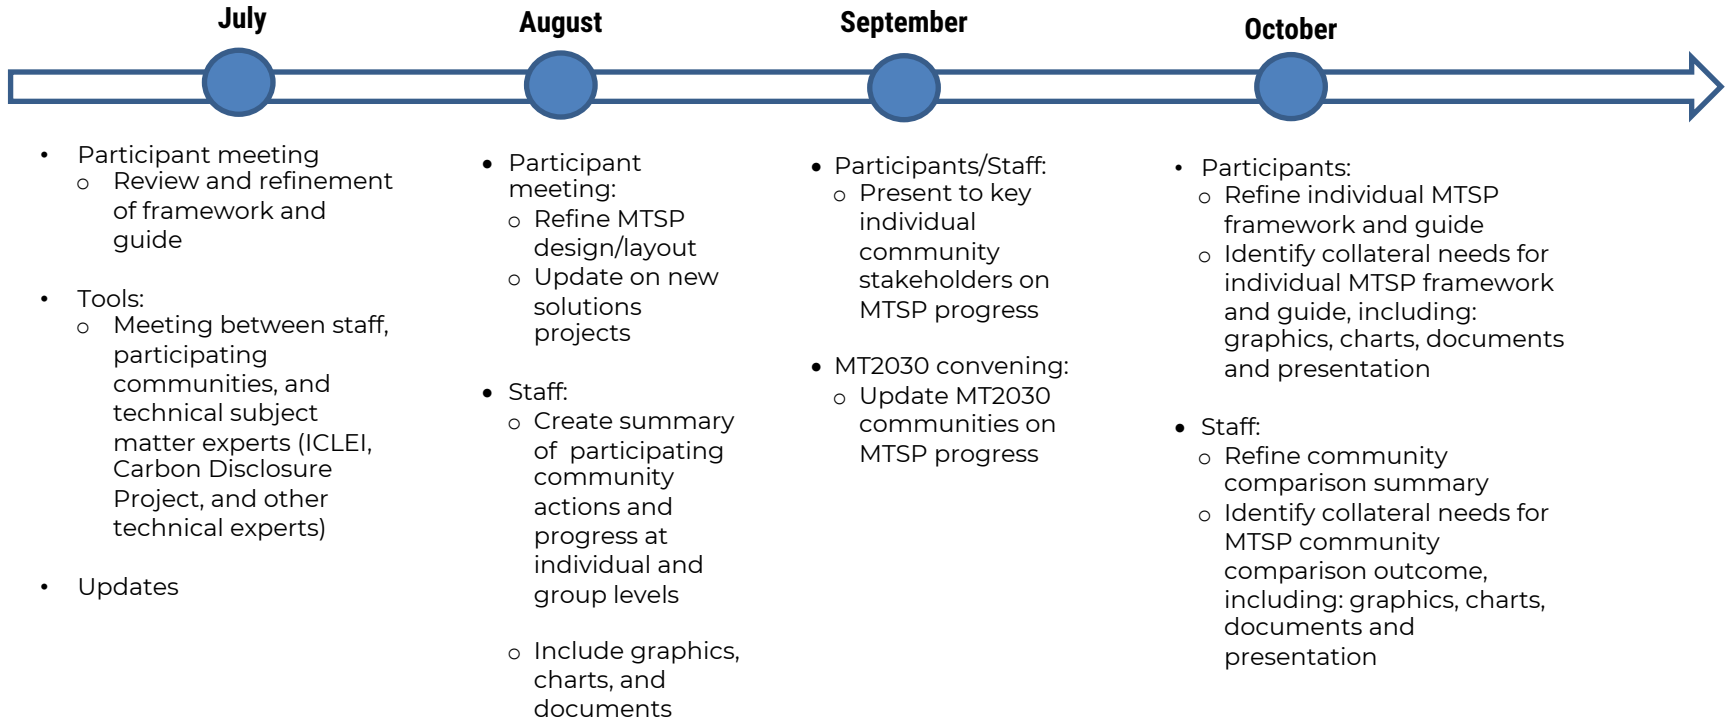 July
August
September
October
• Participant meeting
o Review and refinement
of framework and
guide
• Tools:
o Meeting between staff,
participating
communities, and
technical subject
matter experts (ICLEI,
Carbon Disclosure
Project, and other
technical experts)
• Updates
• Participant
meeting:
o Refine MTSP
design/layout
o Update on new
solutions
projects
• Staff:
o Create summary
of participating
community
actions and
progress at
individual and
group levels
o Include graphics,
charts, and
documents
• Participants/Staff:
o Present to key
individual
community
stakeholders on
MTSP progress
• MT2030 convening:
o Update MT2030
communities on
MTSP progress
• Participants:
o Refine individual MTSP
framework and guide
o Identify collateral needs for
individual MTSP framework
and guide, including:
graphics, charts, documents
and presentation
• Staff:
o Refine community
comparison summary
o Identify collateral needs for
MTSP community
comparison outcome,
including: graphics, charts,
documents and
presentation